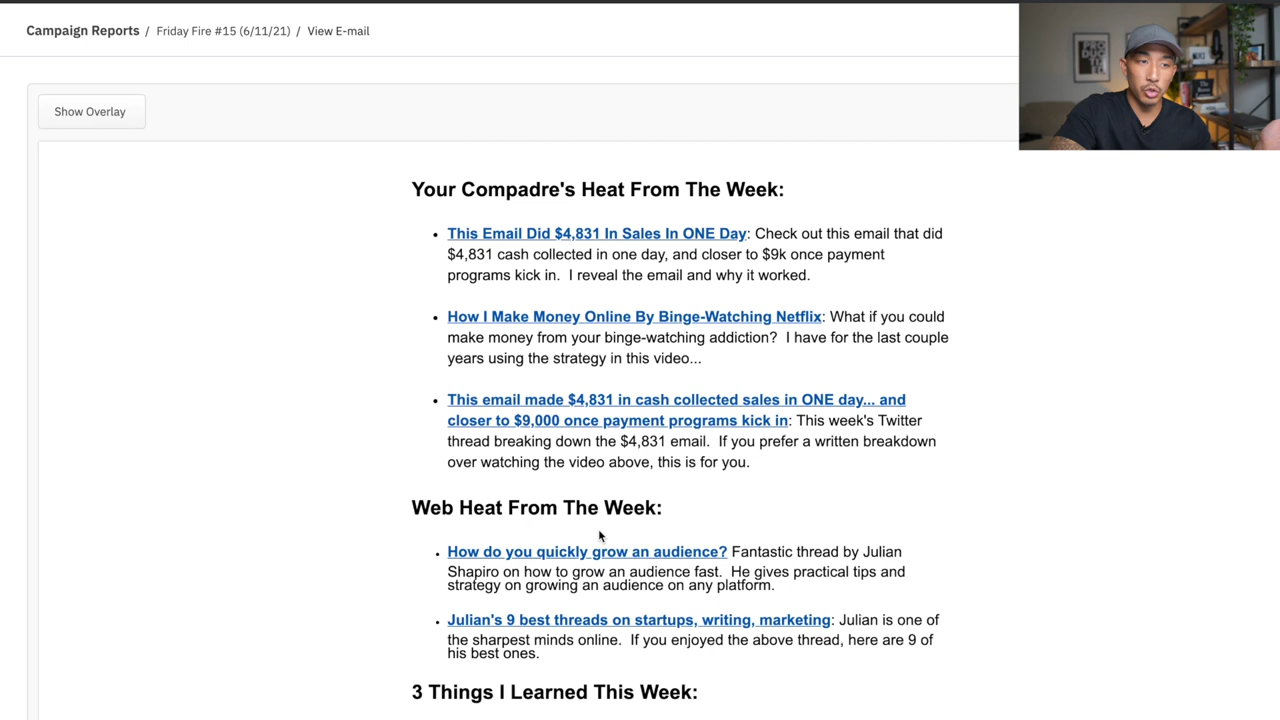 Campaign Reports / Friday Fire #15 (6/11/21) / View E-mail
Show Overlay
Your Compadre's Heat From The Week:
• This Email Did $4,831 In Sales In ONE Day: Check out this email that did
$4,831 cash collected in one day, and closer to $9k once payment
programs kick in. I reveal the email and why it worked.
• How I Make Money Online By Binge-Watching Netflix: What if you could
make money from your binge-watching addiction? I have for the last couple
years using the strategy in this video...
• This email made $4,831 in cash collected sales in ONE day... and
closer to $9,000 once payment programs kick in: This week's Twitter
thread breaking down the $4,831 email. If you prefer a written breakdown
over watching the video above, this is for you.
Web Heat From The Week:
• How do you quickly grow an audience? Fantastic thread by Julian
Shapiro on how to grow an audience fast. He gives practical tips and
strategy on growing an audience on any platform.
• Julian's 9 best threads on startups, writing, marketing: Julian is one of
the sharpest minds online. If you enjoyed the above thread, here are 9 of
his best ones.
3 Things I Learned This Week: